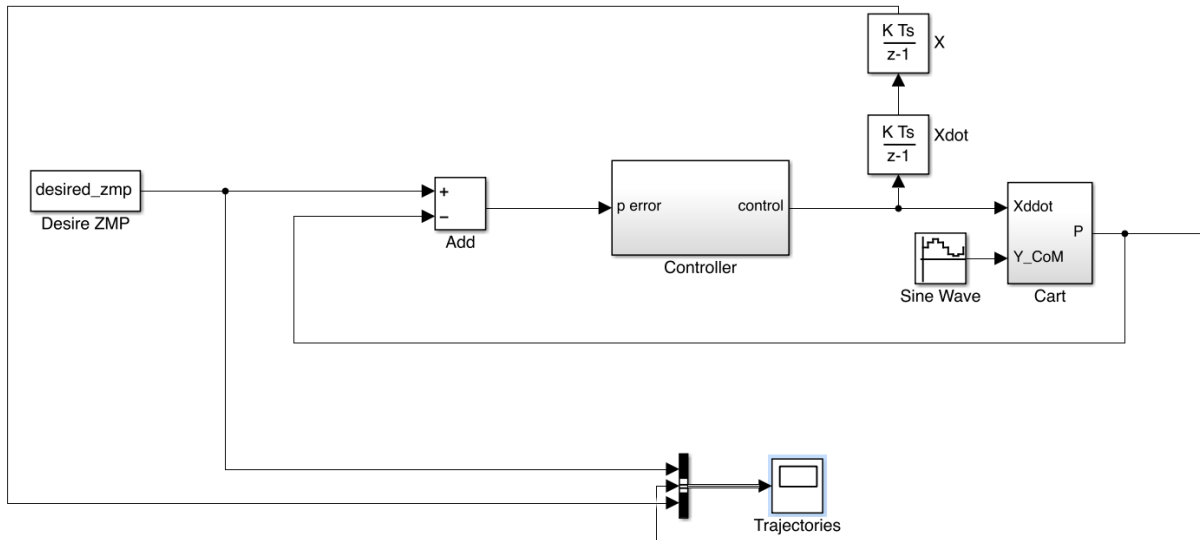 K Ts
z-1
X
K Ts
z-1
Xdot
desired_zmp
Desire ZMP
+
−
Add
p error
control
Controller
Sine Wave
Xddot
P
Y_CoM
Cart
Trajectories